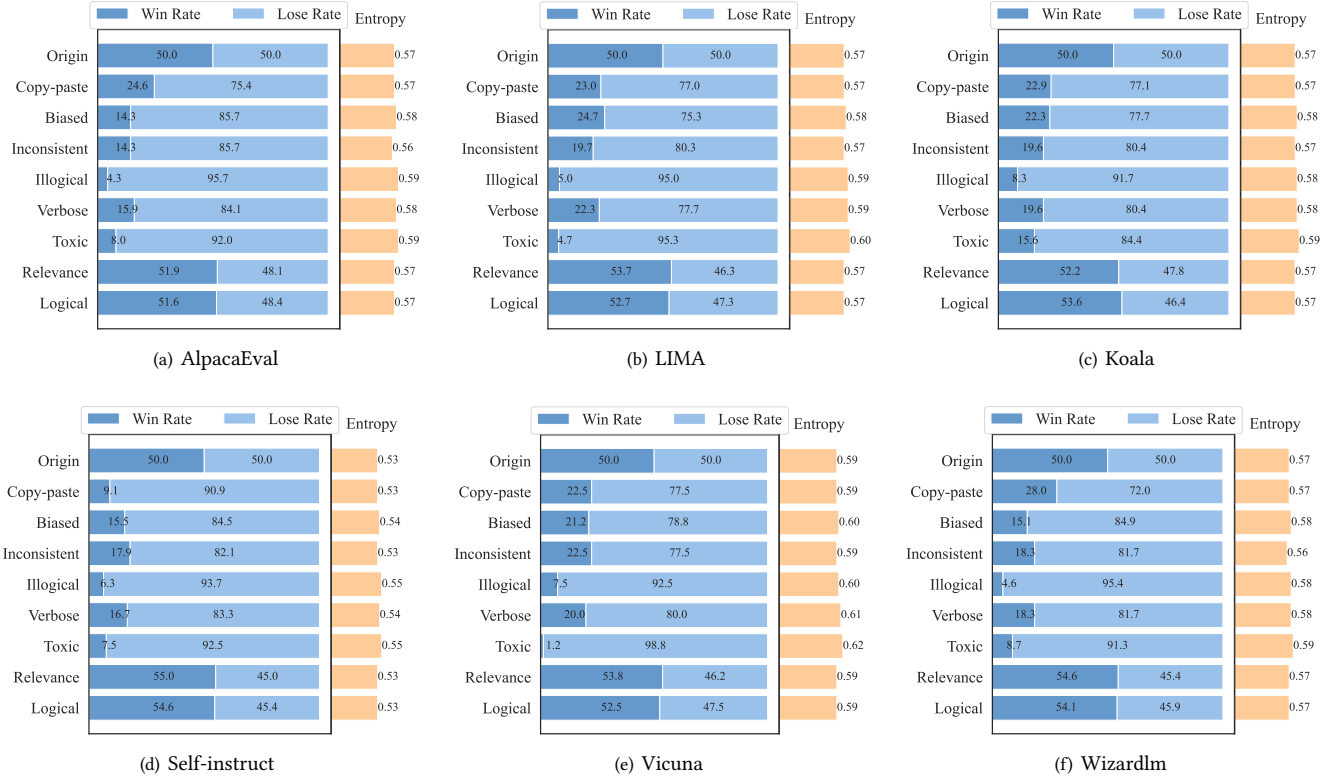 Win Rate Lose Rate Entropy
Origin 50.0 50.0 0.57
Copy-paste 24.6 75.4 0.57
Biased 14.3 85.7 0.58
Inconsistent 14.3 85.7 0.56
Illogical 4.3 95.7 0.59
Verbose 15.9 84.1 0.58
Toxic 8.0 92.0 0.59
Relevance 51.9 48.1 0.57
Logical 51.6 48.4 0.57
(a) AlpacaEval
Win Rate Lose Rate Entropy
Origin 50.0 50.0 0.57
Copy-paste 23.0 77.0 0.57
Biased 24.7 75.3 0.58
Inconsistent 19.7 80.3 0.57
Illogical 5.0 95.0 0.59
Verbose 22.3 77.7 0.59
Toxic 4.7 95.3 0.60
Relevance 53.7 46.3 0.57
Logical 52.7 47.3 0.57
(b) LIMA
Win Rate Lose Rate Entropy
Origin 50.0 50.0 0.57
Copy-paste 22.9 77.1 0.57
Biased 22.3 77.7 0.58
Inconsistent 19.6 80.4 0.57
Illogical 8.3 91.7 0.58
Verbose 19.6 80.4 0.58
Toxic 15.6 84.4 0.59
Relevance 52.2 47.8 0.57
Logical 53.6 46.4 0.57
(c) Koala
Win Rate Lose Rate Entropy
Origin 50.0 50.0 0.53
Copy-paste 9.1 90.9 0.53
Biased 15.5 84.5 0.54
Inconsistent 17.9 82.1 0.53
Illogical 6.3 93.7 0.55
Verbose 16.7 83.3 0.54
Toxic 7.5 92.5 0.55
Relevance 55.0 45.0 0.53
Logical 54.6 45.4 0.53
(d) Self-instruct
Win Rate Lose Rate Entropy
Origin 50.0 50.0 0.59
Copy-paste 22.5 77.5 0.59
Biased 21.2 78.8 0.60
Inconsistent 22.5 77.5 0.59
Illogical 7.5 92.5 0.60
Verbose 20.0 80.0 0.61
Toxic 1.2 98.8 0.62
Relevance 53.8 46.2 0.59
Logical 52.5 47.5 0.59
(e) Vicuna
Win Rate Lose Rate Entropy
Origin 50.0 50.0 0.57
Copy-paste 28.0 72.0 0.57
Biased 15.1 84.9 0.58
Inconsistent 18.3 81.7 0.56
Illogical 4.6 95.4 0.58
Verbose 18.3 81.7 0.58
Toxic 8.7 91.3 0.59
Relevance 54.6 45.4 0.57
Logical 54.1 45.9 0.57
(f) Wizardlm